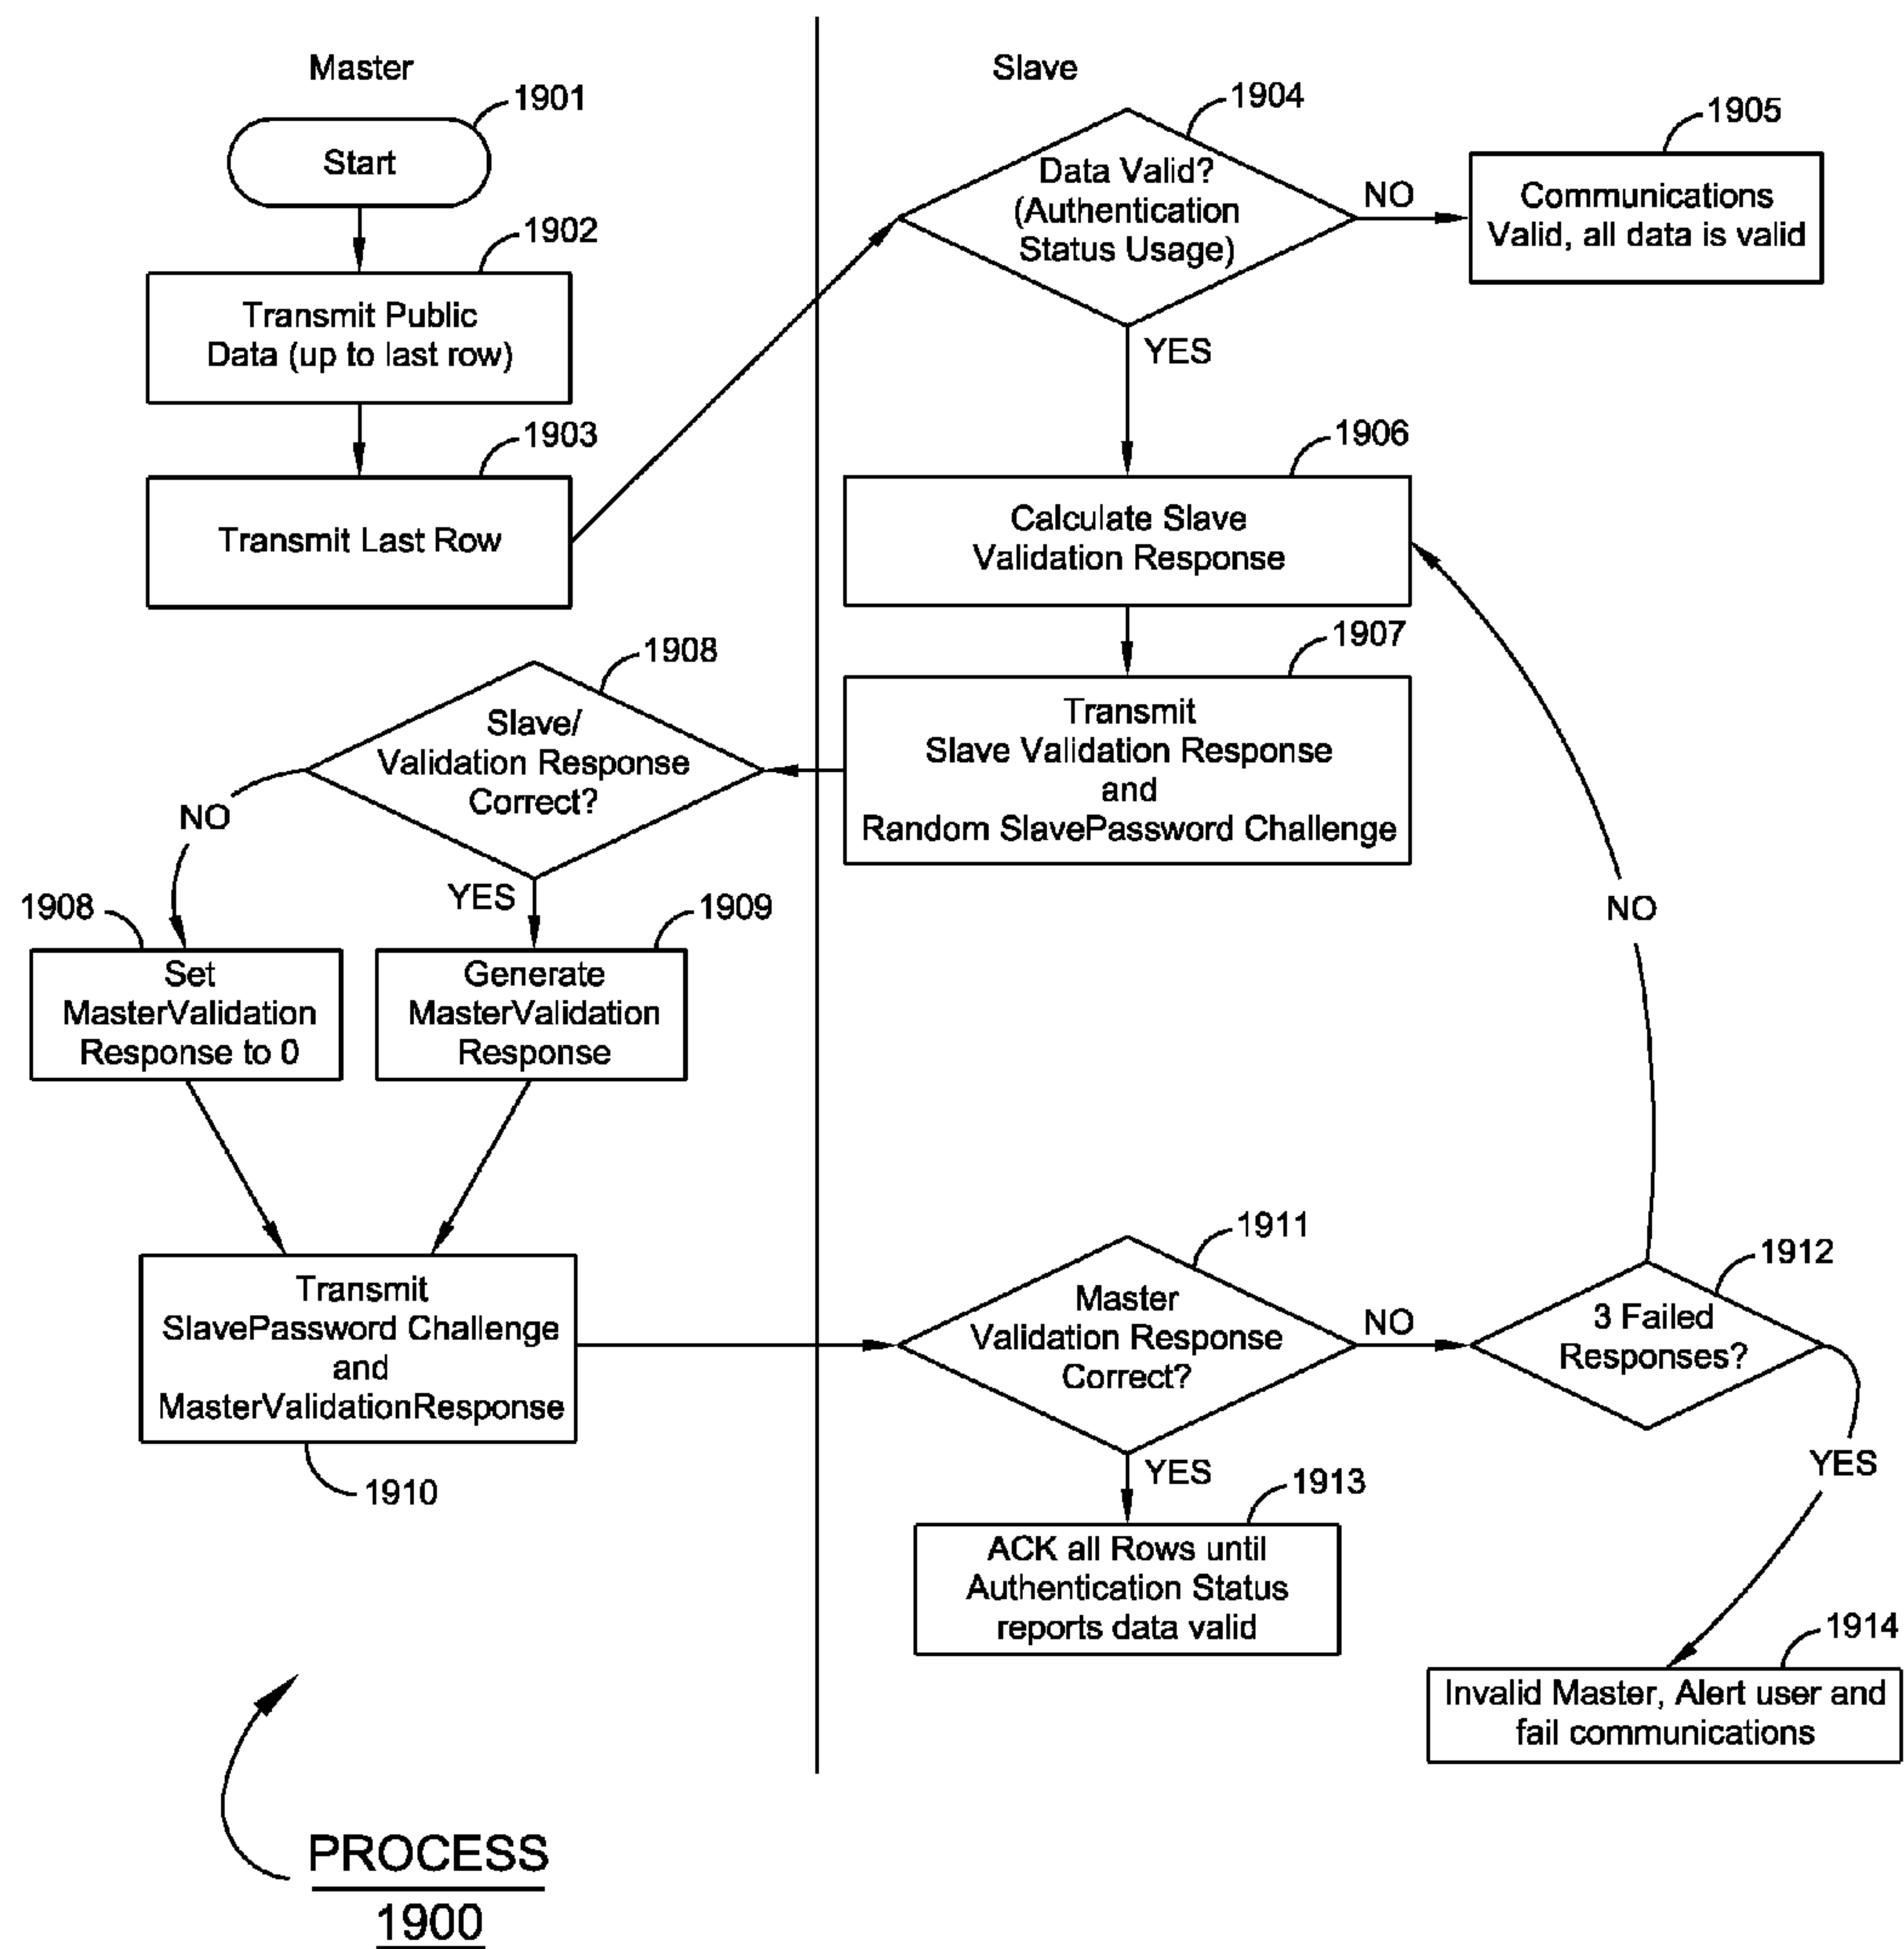 Master
1901
Start
1902
Transmit Public
Data (up to last row)
1903
Transmit Last Row
Slave
1904
Data Valid?
(Authentication
Status Usage)
NO
1905
Communications
Valid, all data is valid
YES
1906
Calculate Slave
Validation Response
1907
Transmit
Slave Validation Response
and
Random SlavePassword Challenge
1908
Slave/
Validation Response
Correct?
NO
YES
1908
Set
MasterValidation
Response to 0
1909
Generate
MasterValidation
Response
Transmit
SlavePassword Challenge
and
MasterValidationResponse
1910
1911
Master
Validation Response
Correct?
NO
1912
3 Failed
Responses?
NO
YES
YES
1913
ACK all Rows until
Authentication Status
reports data valid
1914
Invalid Master, Alert user and
fail communications
PROCESS
1900